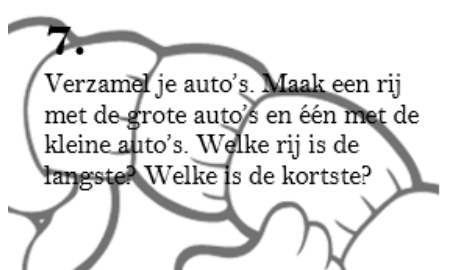 7.
Verzamel je auto's. Maak een rij
met de grote auto's en één met de
kleine auto's. Welke rij is de
langste? Welke is de kortste?